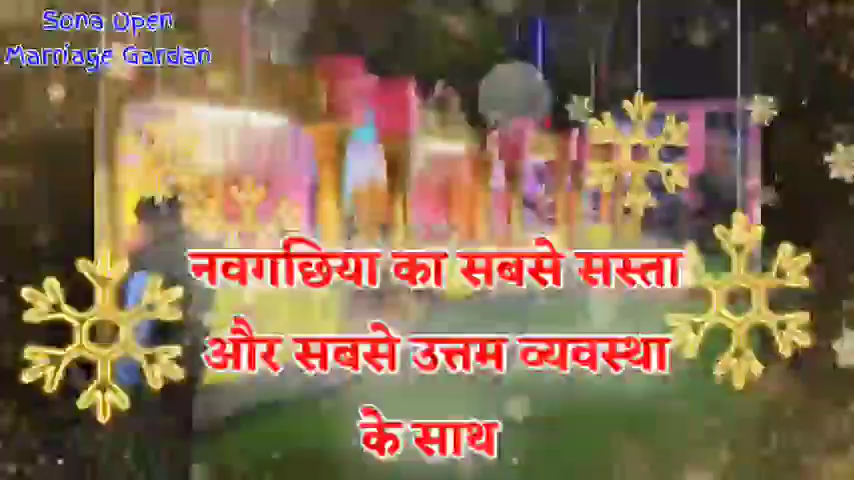 Sona Open
Marriage Gardan
नवगछिया का सबसे सस्ता
और सबसे उत्तम व्यवस्था
के साथ